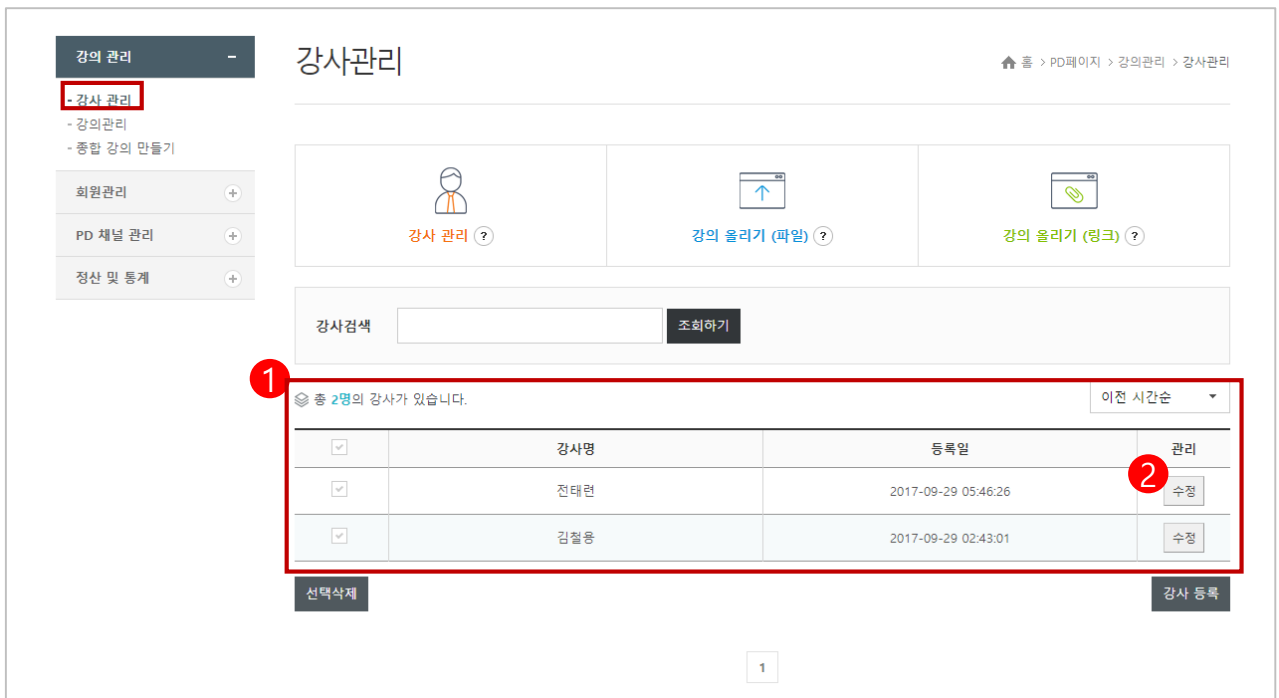 강의 관리 −
- 강사 관리
- 강의관리
- 종합 강의 만들기
회원관리 +
PD 채널 관리 +
정산 및 통계 +
강사관리
홈 > PD페이지 > 강의관리 > 강사관리
강사 관리 ?
강의 올리기 (파일) ?
강의 올리기 (링크) ?
강사검색 조회하기
1
총 2명의 강사가 있습니다. 이전 시간순
강사명 등록일 관리
2
전태련 2017-09-29 05:46:26 수정
김철용 2017-09-29 02:43:01 수정
선택삭제 강사 등록
1